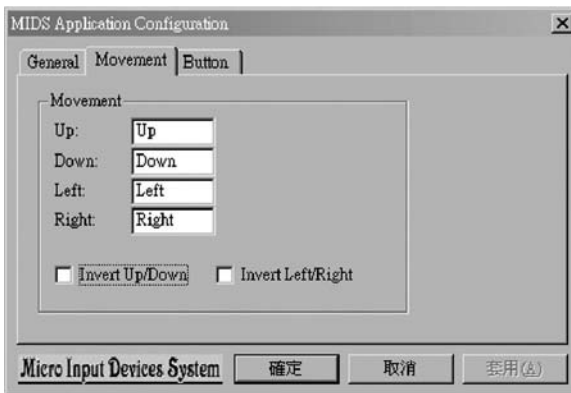 MIDS Application Configuration
General Movement Button
Movement
Up: Up
Down: Down
Left: Left
Right: Right
Invert Up/Down Invert Left/Right
Micro Input Devices System 確定 取消 套用(A)